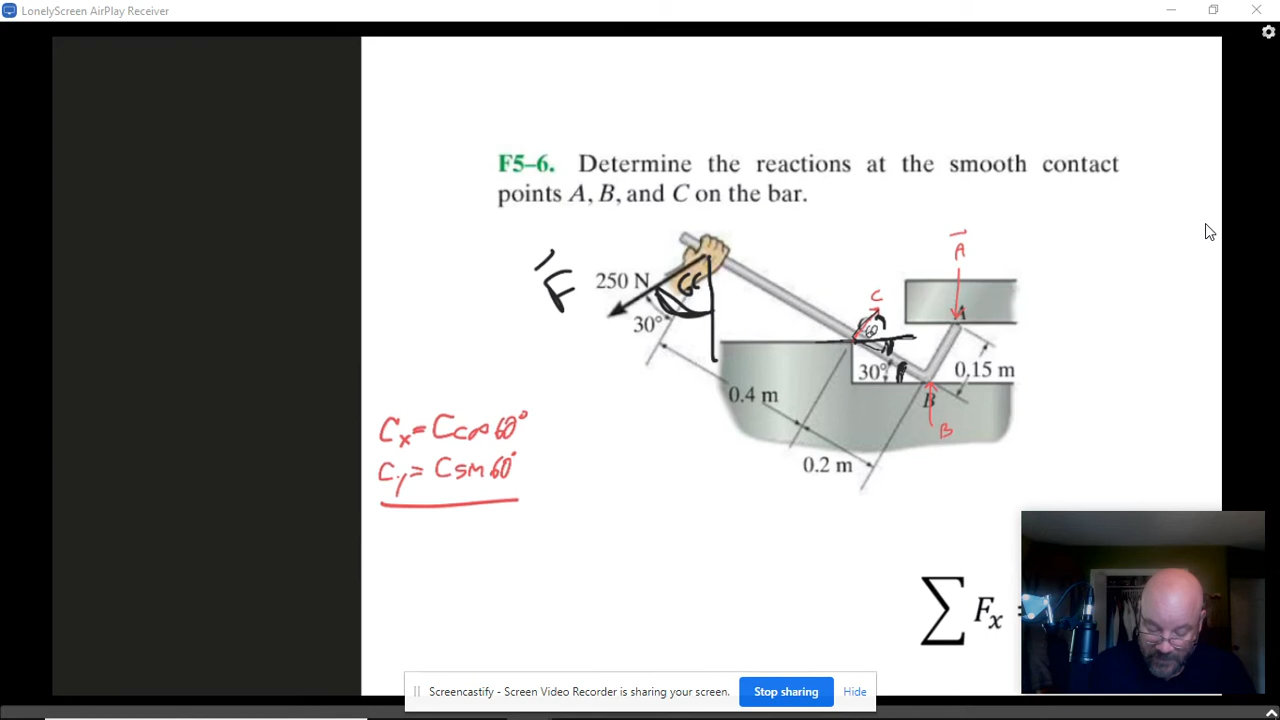 LonelyScreen AirPlay Receiver
F5–6. Determine the reactions at the smooth contact
points A, B, and C on the bar.
F
250 N
30°
60
C
A
A
60
30°
0.15 m
B
B
0.4 m
0.2 m
Cx = C cos 60°
Cy = C sin 60°
∑ Fx =
Screencastify - Screen Video Recorder is sharing your screen.
Stop sharing
Hide